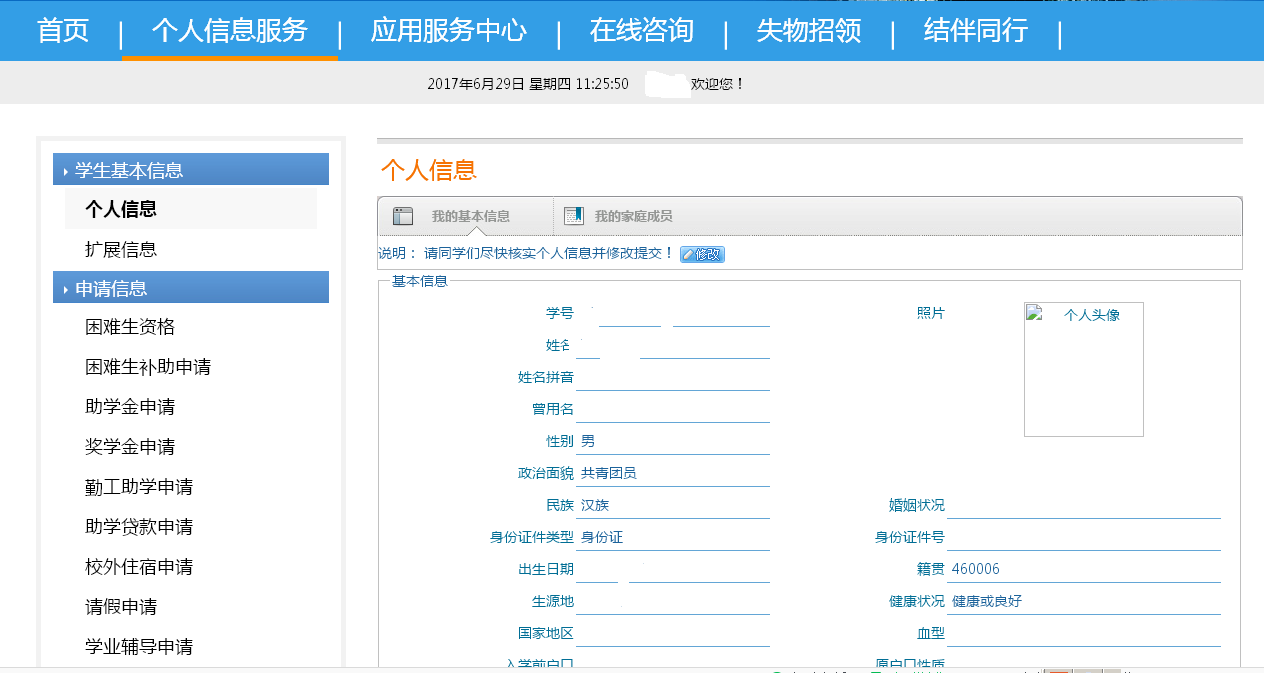 首页 | 个人信息服务 | 应用服务中心 | 在线咨询 | 失物招领 | 结伴同行 |
2017年6月29日 星期四 11:25:50 欢迎您！
学生基本信息
个人信息
扩展信息
申请信息
困难生资格
困难生补助申请
助学金申请
奖学金申请
勤工助学申请
助学贷款申请
校外住宿申请
请假申请
学业辅导申请
个人信息
我的基本信息 我的家庭成员
说明： 请同学们尽快核实个人信息并修改提交！ 修改
基本信息
学号 照片 个人头像
姓名
姓名拼音
曾用名
性别 男
政治面貌 共青团员
民族 汉族 婚姻状况
身份证件类型 身份证 身份证件号
出生日期 籍贯 460006
生源地 健康状况 健康或良好
国家地区 血型
入学前户口 原户口性质